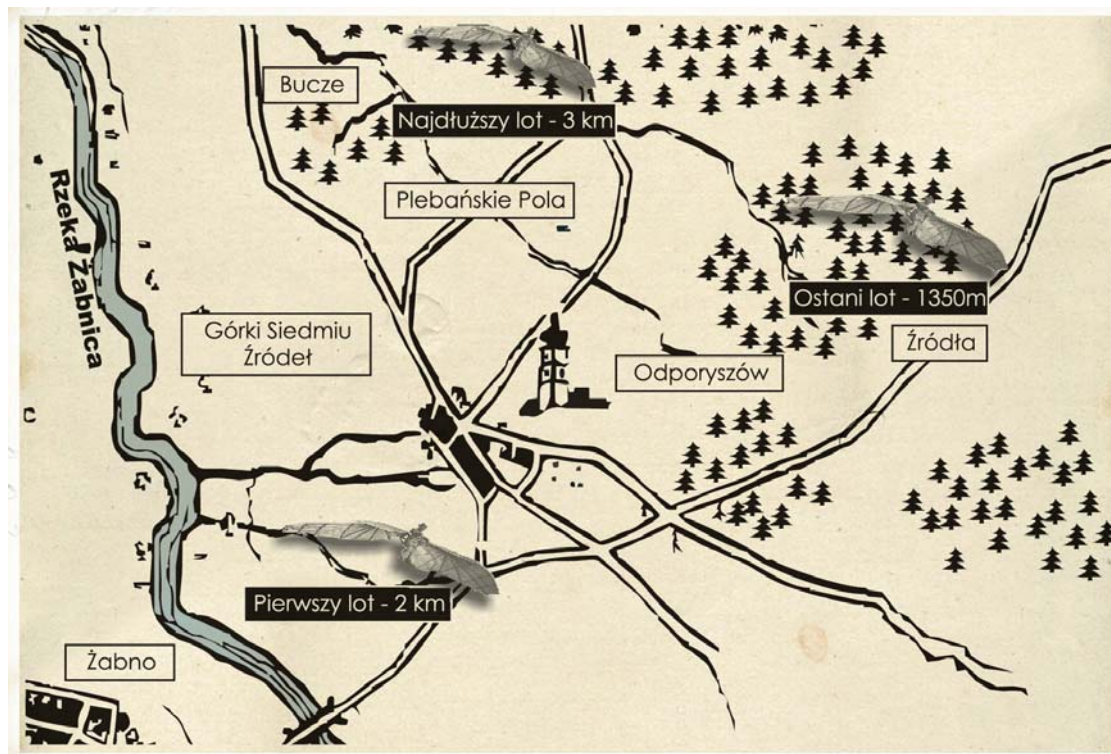 Bucze
Najdłuższy lot - 3 km
Plebańskie Pola
Rzeka Żabnica
Ostani lot - 1350m
Górki Siedmiu
Źródeł
Źródła
Odporyszów
Pierwszy lot - 2 km
Żabno